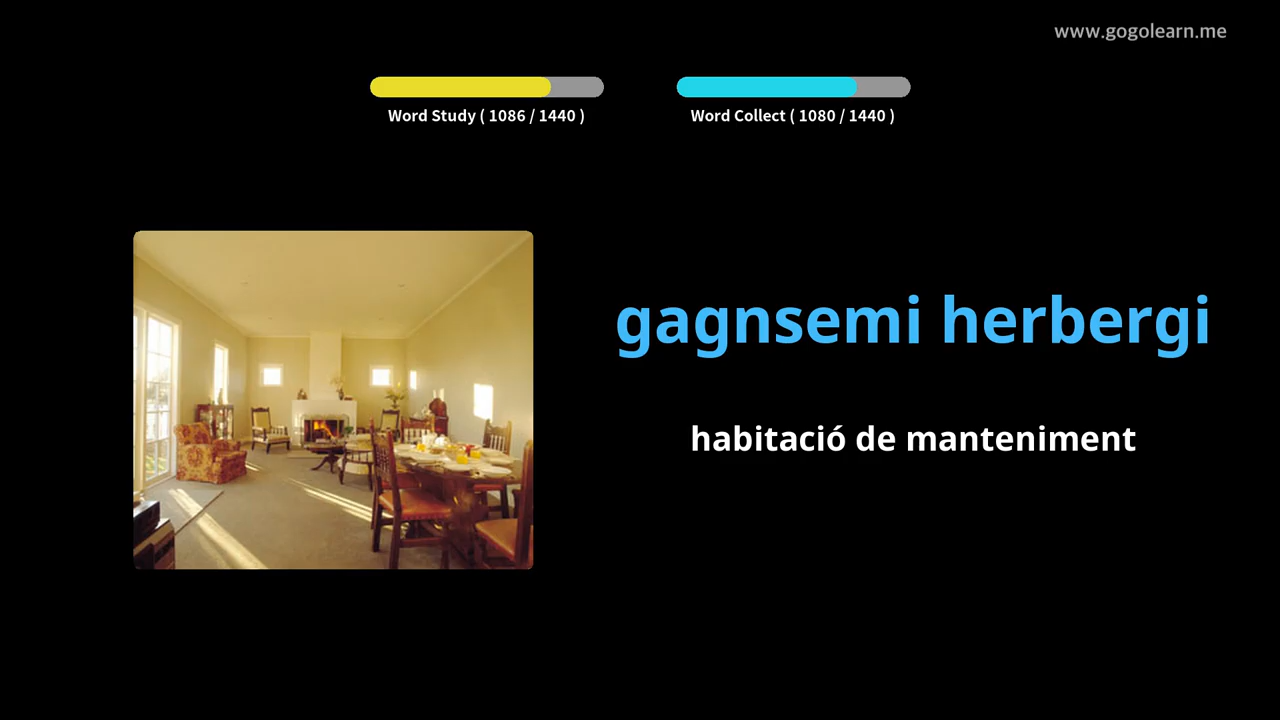 www.gogolearn.me
Word Study ( 1086 / 1440 )
Word Collect ( 1080 / 1440 )
gagnsemi herbergi
habitació de manteniment